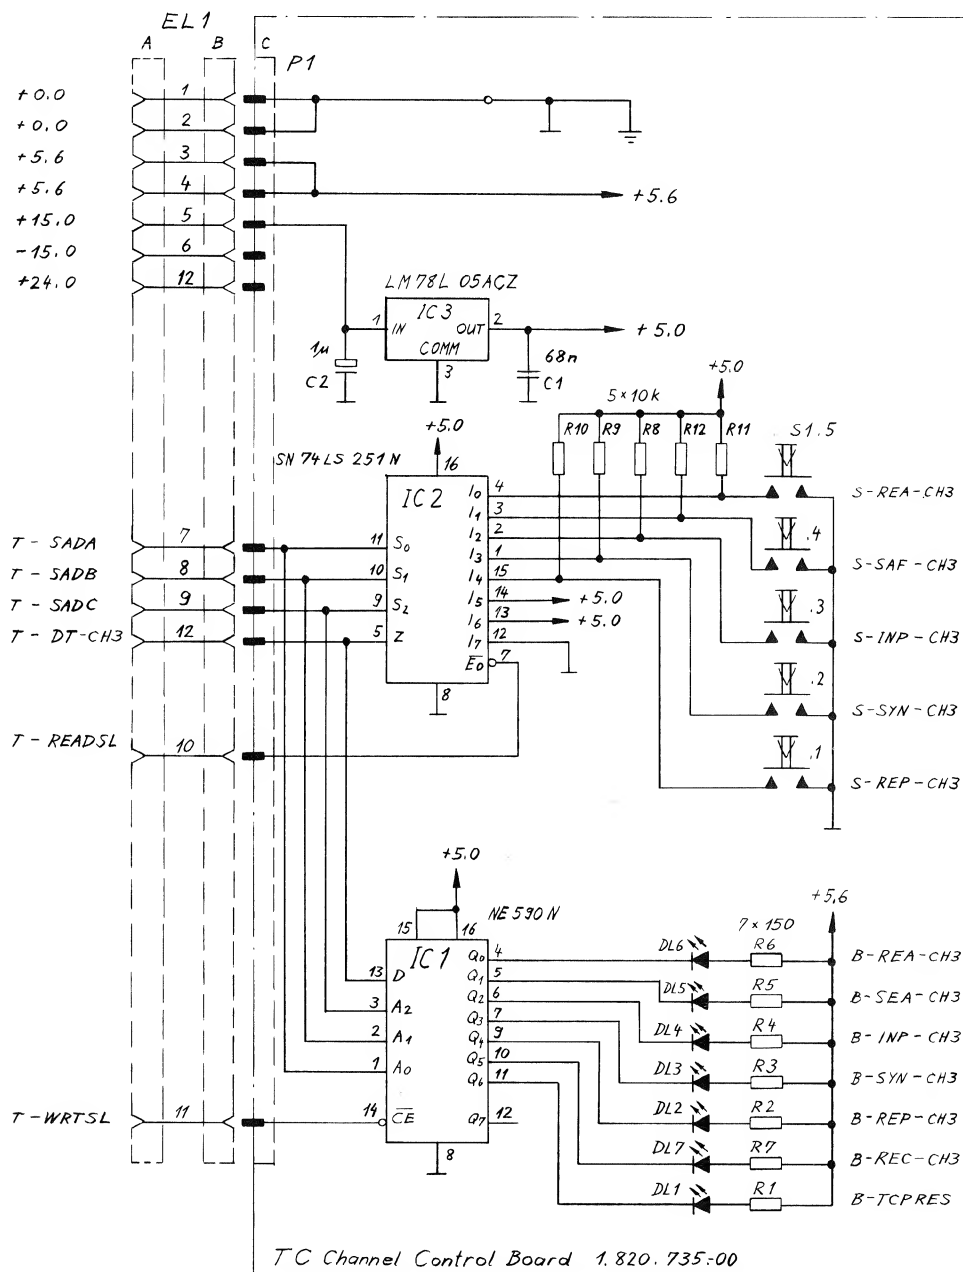 EL1
A B C P1
+0.0 1
+0.0 2
+5.6 3
+5.6 4 +5.6
+15.0 5
-15.0 6
+24.0 12
LM78L 05ACZ
IC3
1 IN OUT 2 +5.0
COMM
3
1µ
C2
68n
C1
+5.0
5×10k
R10 R9 R8 R12 R11
S1.5
+5.0
16
SN 74LS 251N
IC2
I0 4 S-REA-CH3
I1 3
I2 2
I3 1
I4 15
I5 14 +5.0
I6 13 +5.0
I7 12
E0 7
.4 S-SAF-CH3
.3 S-INP-CH3
.2 S-SYN-CH3
.1 S-REP-CH3
T-SADA 7 11 S0
T-SADB 8 10 S1
T-SADC 9 9 S2
T-DT-CH3 12 5 Z
8
T-READSL 10
+5.0
15 16
NE590N
IC1
13 D
3 A2
2 A1
1 A0
T-WRTSL 11 14 CE
8
Q0 4
Q1 5
Q2 6
Q3 7
Q4 9
Q5 10
Q6 11
Q7 12
+5.6
7×150
DL6 R6 B-REA-CH3
DL5 R5 B-SEA-CH3
DL4 R4 B-INP-CH3
DL3 R3 B-SYN-CH3
DL2 R2 B-REP-CH3
DL7 R7 B-REC-CH3
DL1 R1 B-TCPRES
TC Channel Control Board 1.820.735-00